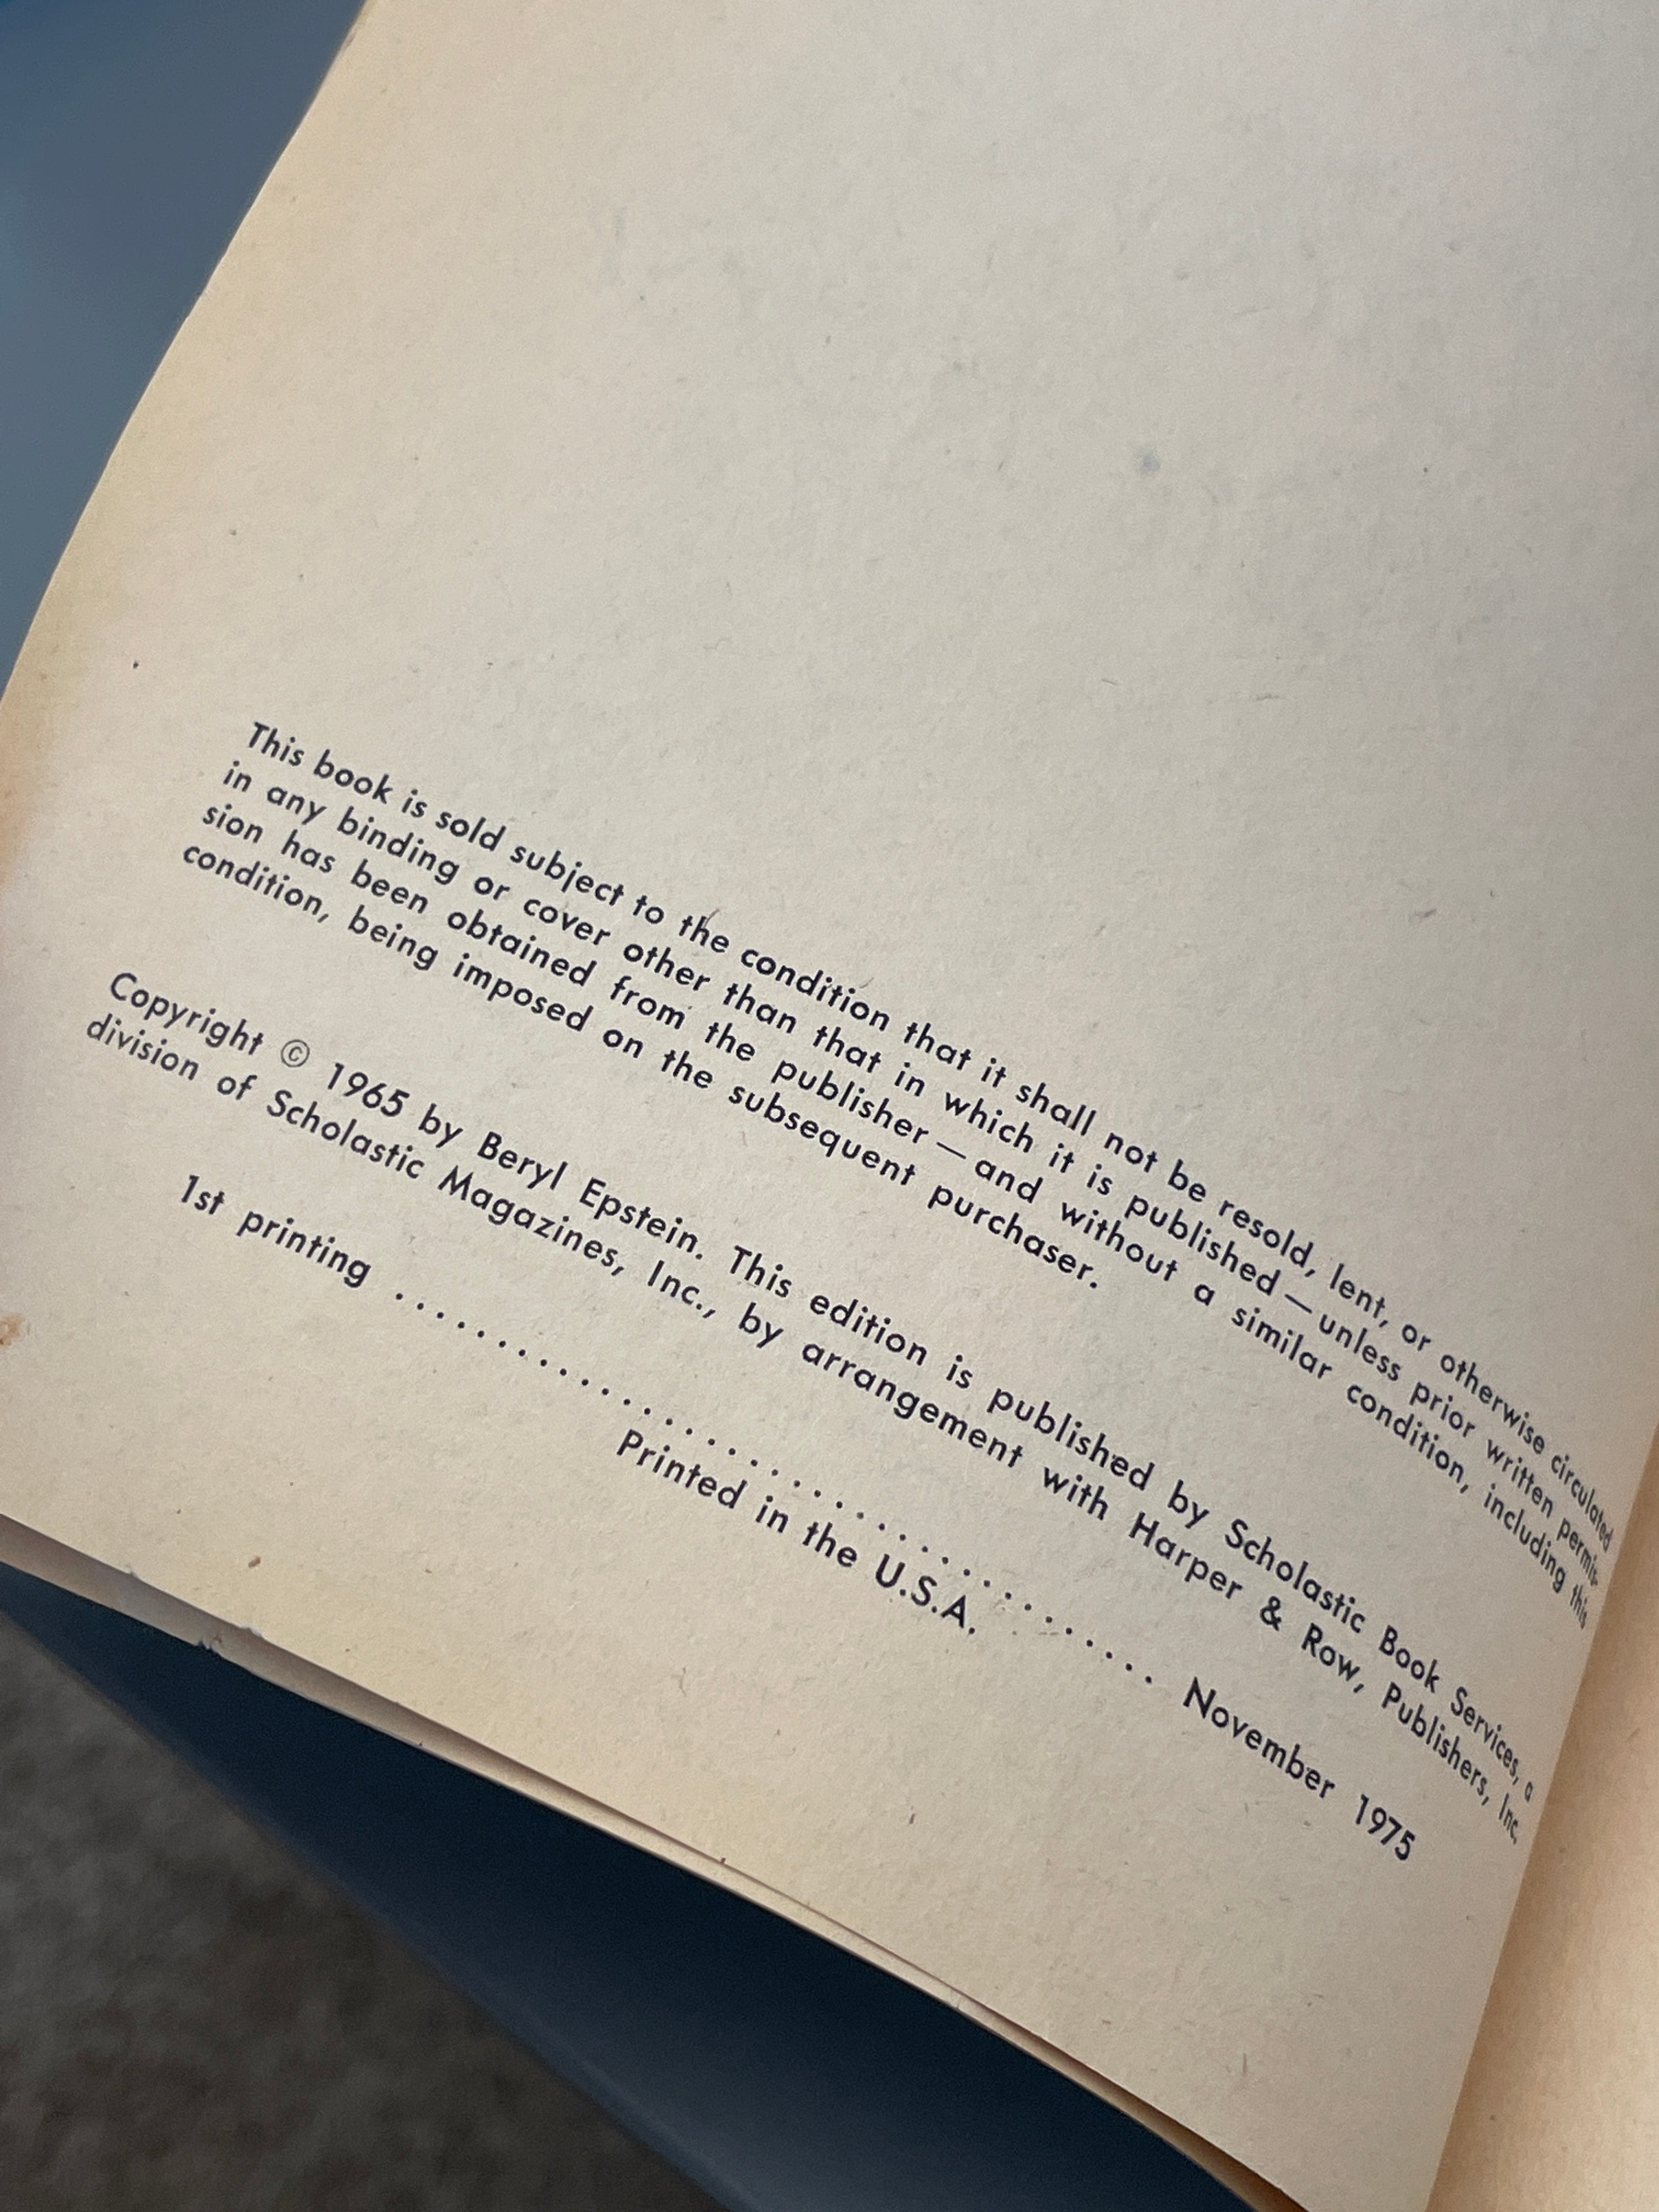 This book is sold subject to the condition that it shall not be resold, lent, or otherwise circulated
in any binding or cover other than that in which it is published—unless prior written permis-
sion has been obtained from the publisher—and without a similar condition, including this
condition, being imposed on the subsequent purchaser.
Copyright © 1965 by Beryl Epstein. This edition is published by Scholastic Book Services, a
division of Scholastic Magazines, Inc., by arrangement with Harper & Row, Publishers, Inc.
1st printing ..................................... November 1975
Printed in the U.S.A.